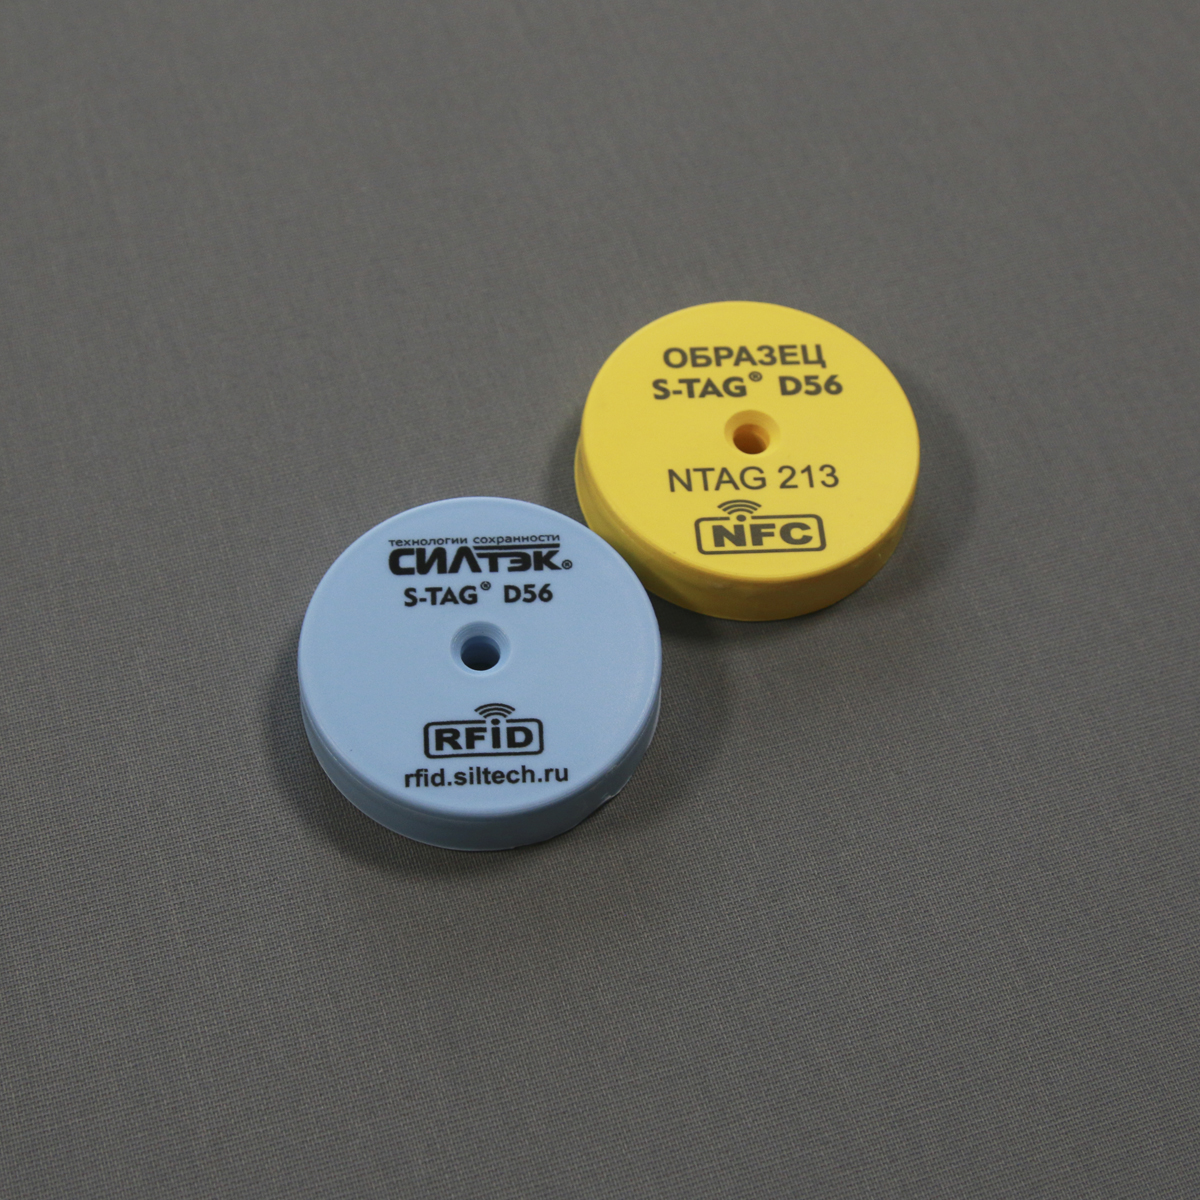 ОБРАЗЕЦ
S-TAG® D56
NTAG 213
NFC
технологии сохранности
СИЛТЭК®
S-TAG® D56
RFiD
rfid.siltech.ru